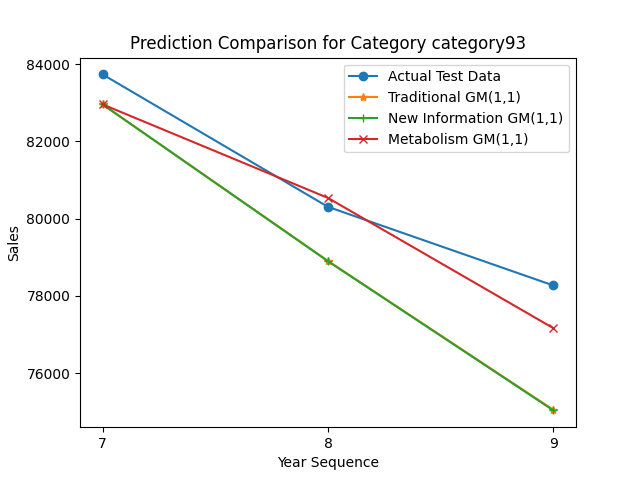 Prediction Comparison for Category category93
84000
82000
80000
78000
76000
Sales
7
8
9
Year Sequence
Actual Test Data
Traditional GM(1,1)
New Information GM(1,1)
Metabolism GM(1,1)